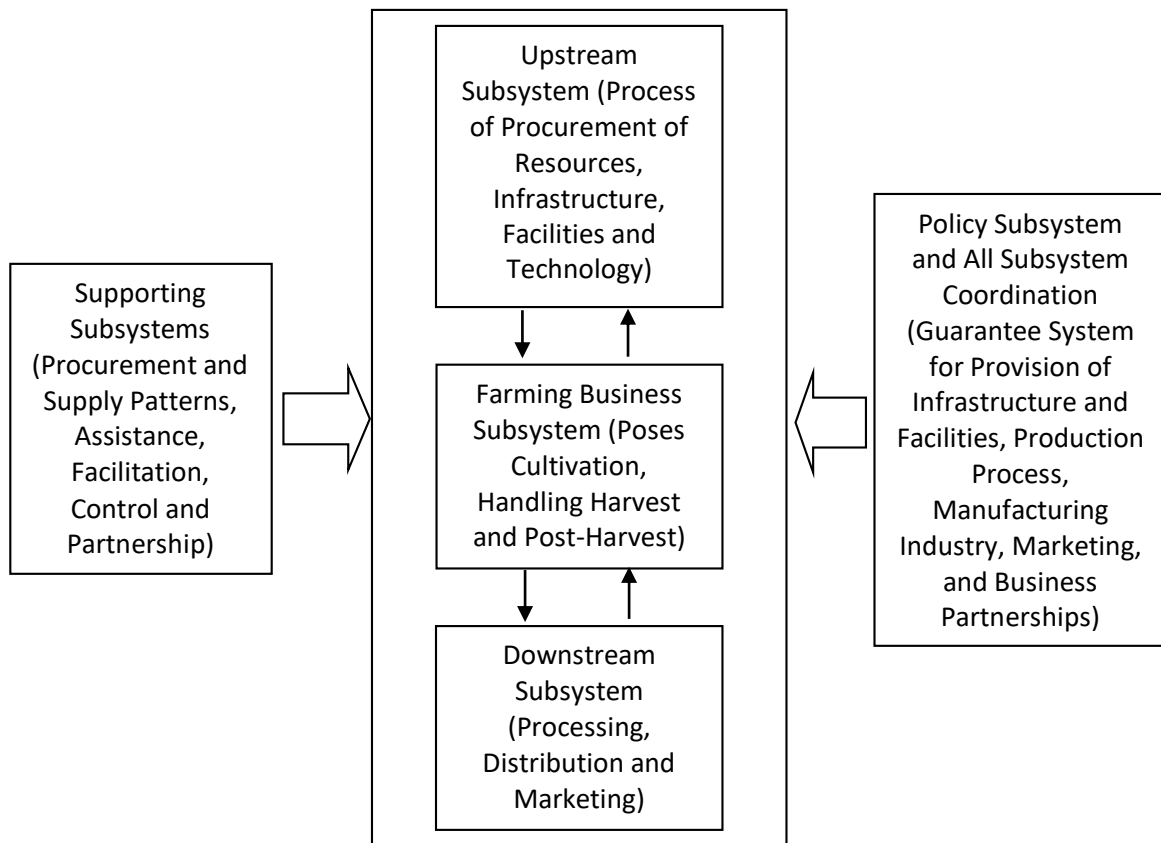 Upstream
Subsystem (Process
of Procurement of
Resources,
Infrastructure,
Facilities and
Technology)
Supporting
Subsystems
(Procurement and
Supply Patterns,
Assistance,
Facilitation,
Control and
Partnership)
Farming Business
Subsystem (Poses
Cultivation,
Handling Harvest
and Post-Harvest)
Policy Subsystem
and All Subsystem
Coordination
(Guarantee System
for Provision of
Infrastructure and
Facilities, Production
Process,
Manufacturing
Industry, Marketing,
and Business
Partnerships)
Downstream
Subsystem
(Processing,
Distribution and
Marketing)